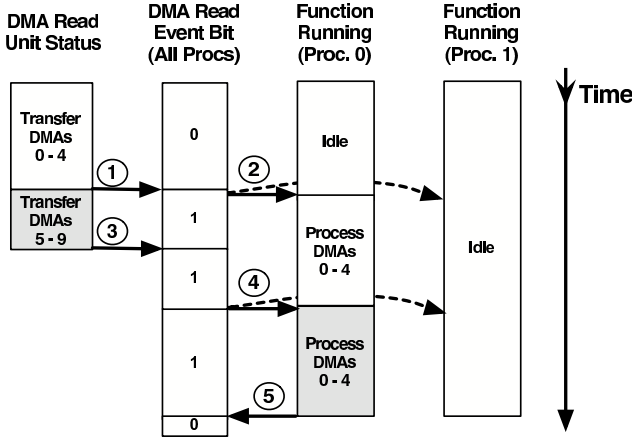 DMA Read
Unit Status
DMA Read
Event Bit
(All Procs)
Function
Running
(Proc. 0)
Function
Running
(Proc. 1)
Time
Transfer
DMAs
0 - 4
0
Idle
1
2
Transfer
DMAs
5 - 9
1
3
Process
DMAs
0 - 4
Idle
1
4
Process
DMAs
0 - 4
1
5
0